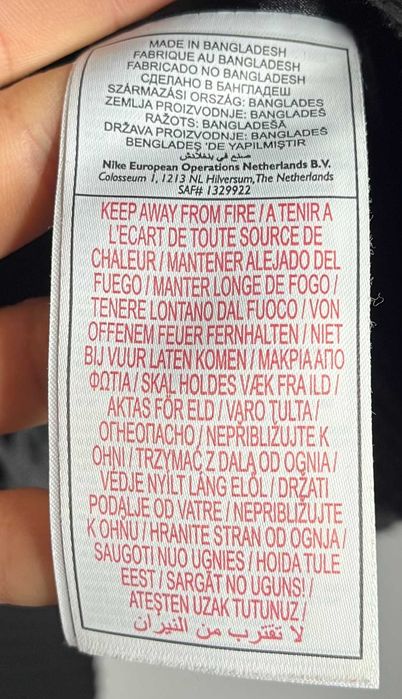 MADE IN BANGLADESH
FABRIQUE AU BANGLADESH
FABRICADO NO BANGLADESH
СДЕЛАНО В БАНГЛАДЕШ
SZÁRMAZÁSI ORSZÁG: BANGLADES
ZEMLJA PROIZVODNJE: BANGLADEŠ
RAŽOTS: BANGLADEŠĀ
DRŽAVA PROIZVODNJE: BANGLADEŠ
BENGLADEŞ 'DE YAPILMIŞTIR
صنع في بنغلادش
Nike European Operations Netherlands B.V.
Colosseum 1, 1213 NL Hilversum, The Netherlands
SAF# 1329922
KEEP AWAY FROM FIRE / A TENIR A
L'ÉCART DE TOUTE SOURCE DE
CHALEUR / MANTENER ALEJADO DEL
FUEGO / MANTER LONGE DE FOGO /
TENERE LONTANO DAL FUOCO / VON
OFFENEM FEUER FERNHALTEN / NIET
BIJ VUUR LATEN KOMEN / ΜΑΚΡΙΑ ΑΠΟ
ΦΩΤΙΑ / SKAL HOLDES VÆK FRA ILD /
AKTAS FÖR ELD / VARO TULTA /
ОГНЕОПАСНО / NEPRIBLIŽUJTE K
OHNI / TRZYMAĆ Z DALA OD OGNIA /
VÉDJE NYÍLT LÁNG ELŐL / DRŽATI
PODALJE OD VATRE / NEPRIBLIŽUJTE
K OHŇU / HRANITE STRAN OD OGNJA /
SAUGOTI NUO UGNIES / HOIDA TULE
EEST / SARGĀT NO UGUNS! /
ATEŞTEN UZAK TUTUNUZ /
لا تقترب من النيران